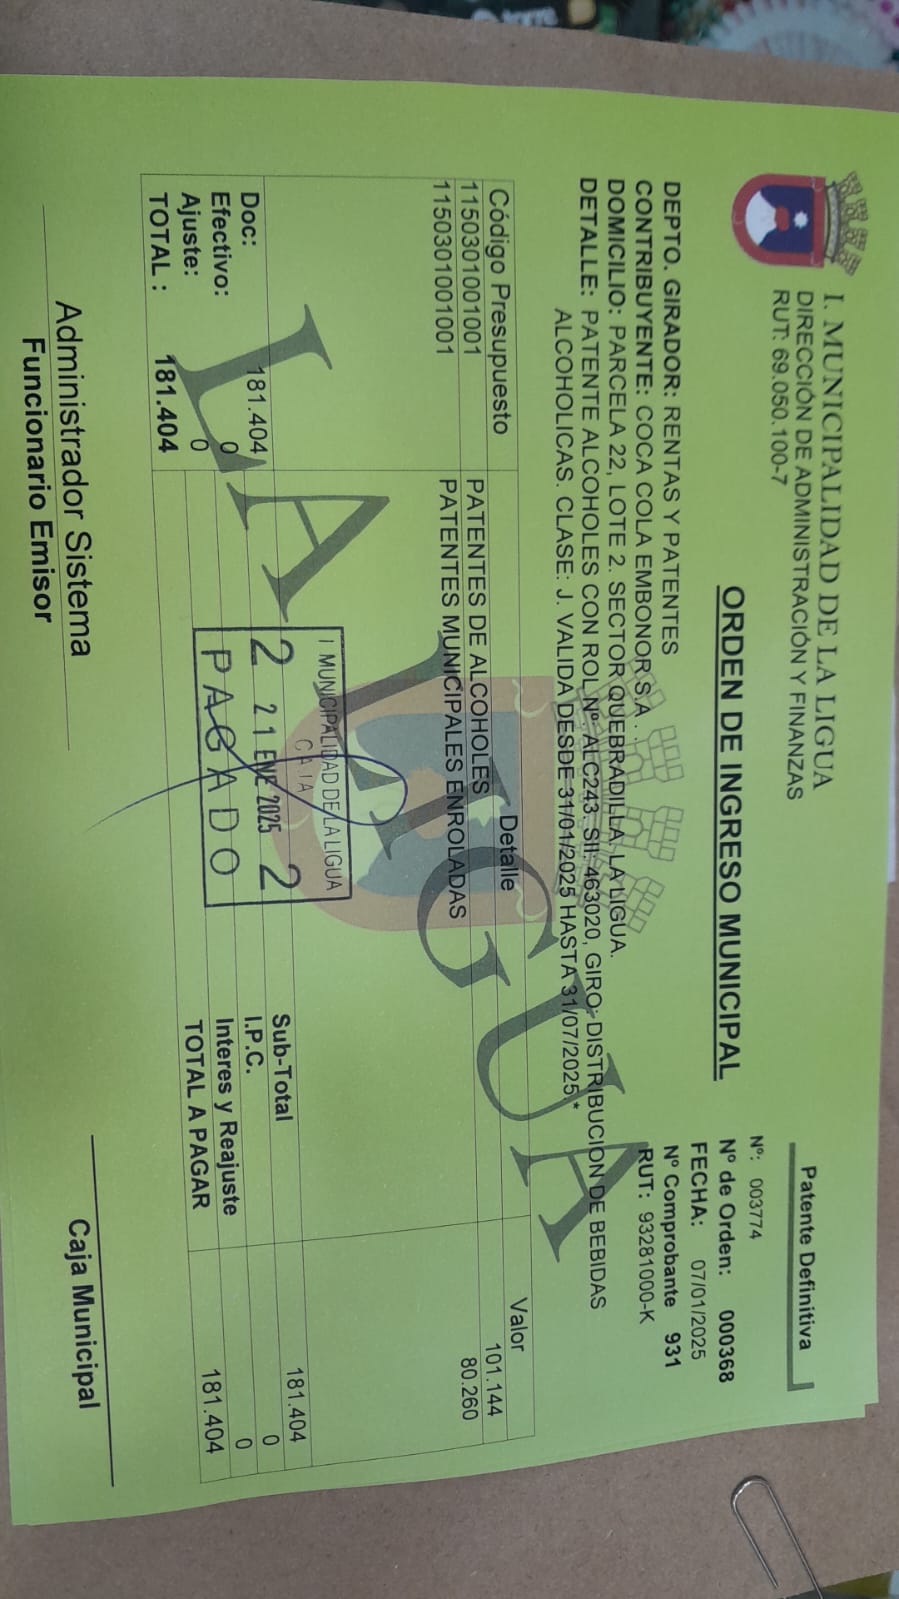 I. MUNICIPALIDAD DE LA LIGUA
DIRECCIÓN DE ADMINISTRACIÓN Y FINANZAS
RUT: 69.050.100-7
Patente Definitiva
ORDEN DE INGRESO MUNICIPAL
Nº: 003774
Nº de Orden: 000368
FECHA: 07/01/2025
Nº Comprobante 931
RUT: 93281000-K
DEPTO. GIRADOR: RENTAS Y PATENTES
CONTRIBUYENTE: COCA COLA EMBONOR S.A .
DOMICILIO: PARCELA 22, LOTE 2. SECTOR QUEBRADILLA. LA LIGUA.
DETALLE: PATENTE ALCOHOLES CON ROL Nº: ALC243. SII: 463020, GIRO: DISTRIBUCION DE BEBIDAS
ALCOHOLICAS. CLASE: J. VALIDA DESDE 31/01/2025 HASTA 31/07/2025.*
Código Presupuesto Detalle Valor
1150301001001 PATENTES DE ALCOHOLES 101.144
1150301001001 PATENTES MUNICIPALES ENROLADAS 80.260
LA LIGUA
I MUNICIPALIDAD DE LA LIGUA
CAJA
2 21 ENE 2025 2
PAGADO
Doc: 181.404
Efectivo: 0
Ajuste: 0
TOTAL : 181.404
Sub-Total 181.404
I.P.C. 0
Interes y Reajuste 0
TOTAL A PAGAR 181.404
Administrador Sistema
Funcionario Emisor
Caja Municipal